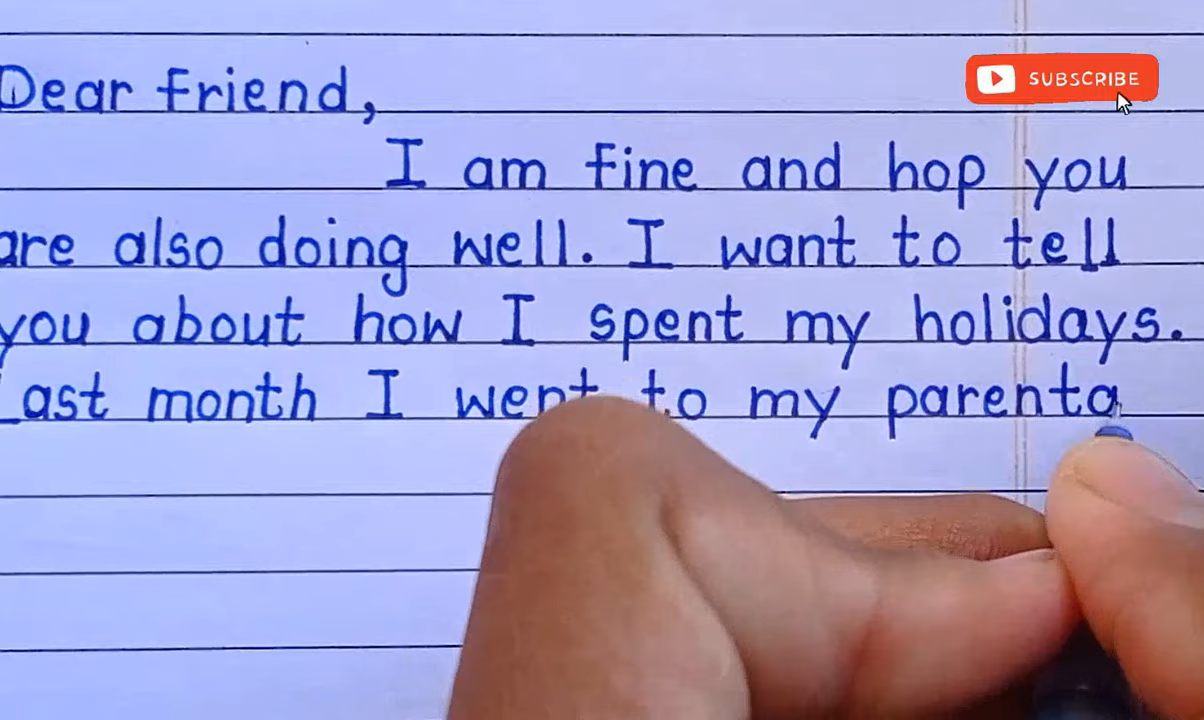 SUBSCRIBE
Dear friend,
I am fine and hop you
are also doing well. I want to tell
you about how I spent my holidays.
Last month I went to my parenta